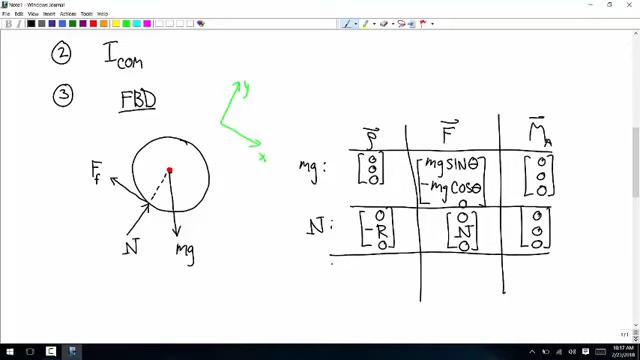 Note1 - Windows Journal
File Edit View Insert Actions Tools Help
② I_COM
③ FBD
y
x
F_f
N
mg
ρ⃗ F⃗ M⃗_A
mg: [0 0 0] [mg SINθ -mg COSθ 0] [0 0 0]
N: [0 -R 0] [0 N 0] [0 0 0]
1/1
10:17 AM
2/23/2018